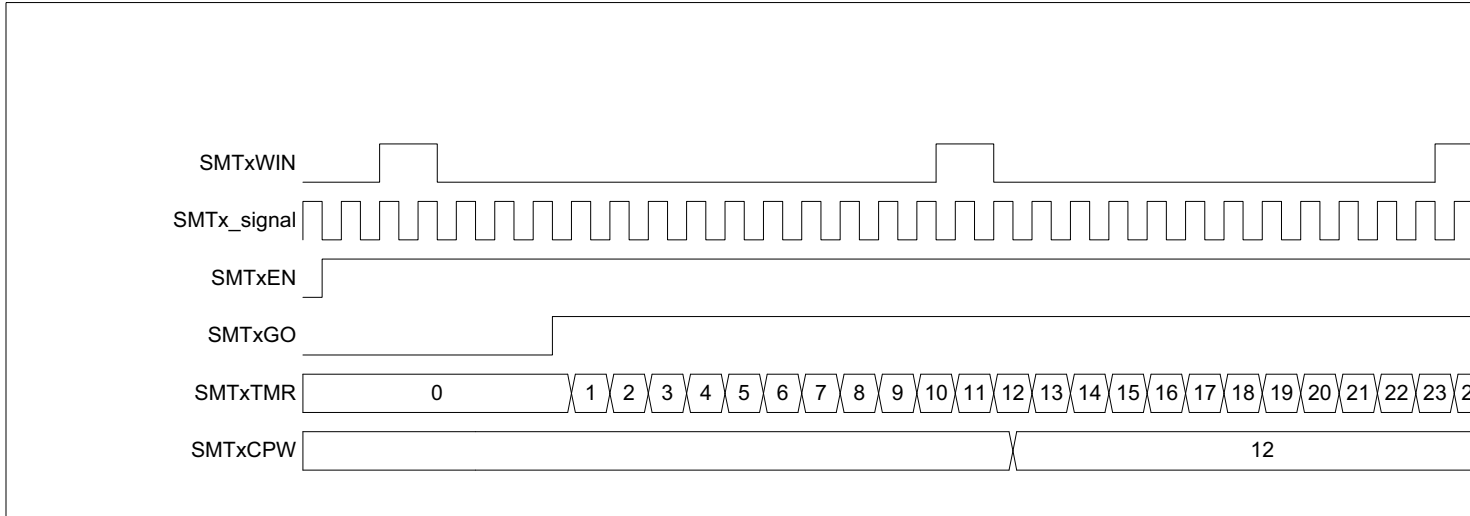 SMTxWIN
SMTx_signal
SMTxEN
SMTxGO
SMTxTMR 0 1 2 3 4 5 6 7 8 9 10 11 12 13 14 15 16 17 18 19 20 21 22 23
SMTxCPW 12